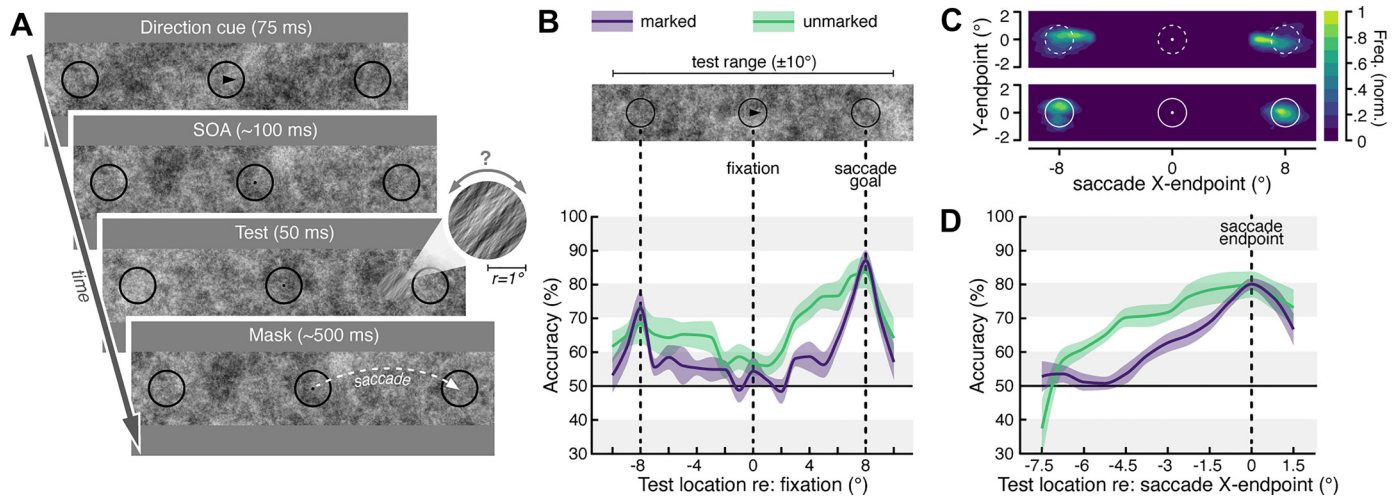 A
Direction cue (75 ms)
SOA (~100 ms)
?
Test (50 ms)
r=1°
time
Mask (~500 ms)
saccade
B
marked
unmarked
test range (±10°)
fixation
saccade
goal
100
90
80
70
60
50
40
30
Accuracy (%)
-8
-4
0
4
8
Test location re: fixation (°)
C
2
0
-2
2
0
-2
Y-endpoint (°)
-8
0
8
saccade X-endpoint (°)
1
.8
.6
.4
.2
0
Freq. (norm.)
D
saccade
endpoint
100
90
80
70
60
50
40
30
Accuracy (%)
-7.5
-6
-4.5
-3
-1.5
0
1.5
Test location re: saccade X-endpoint (°)